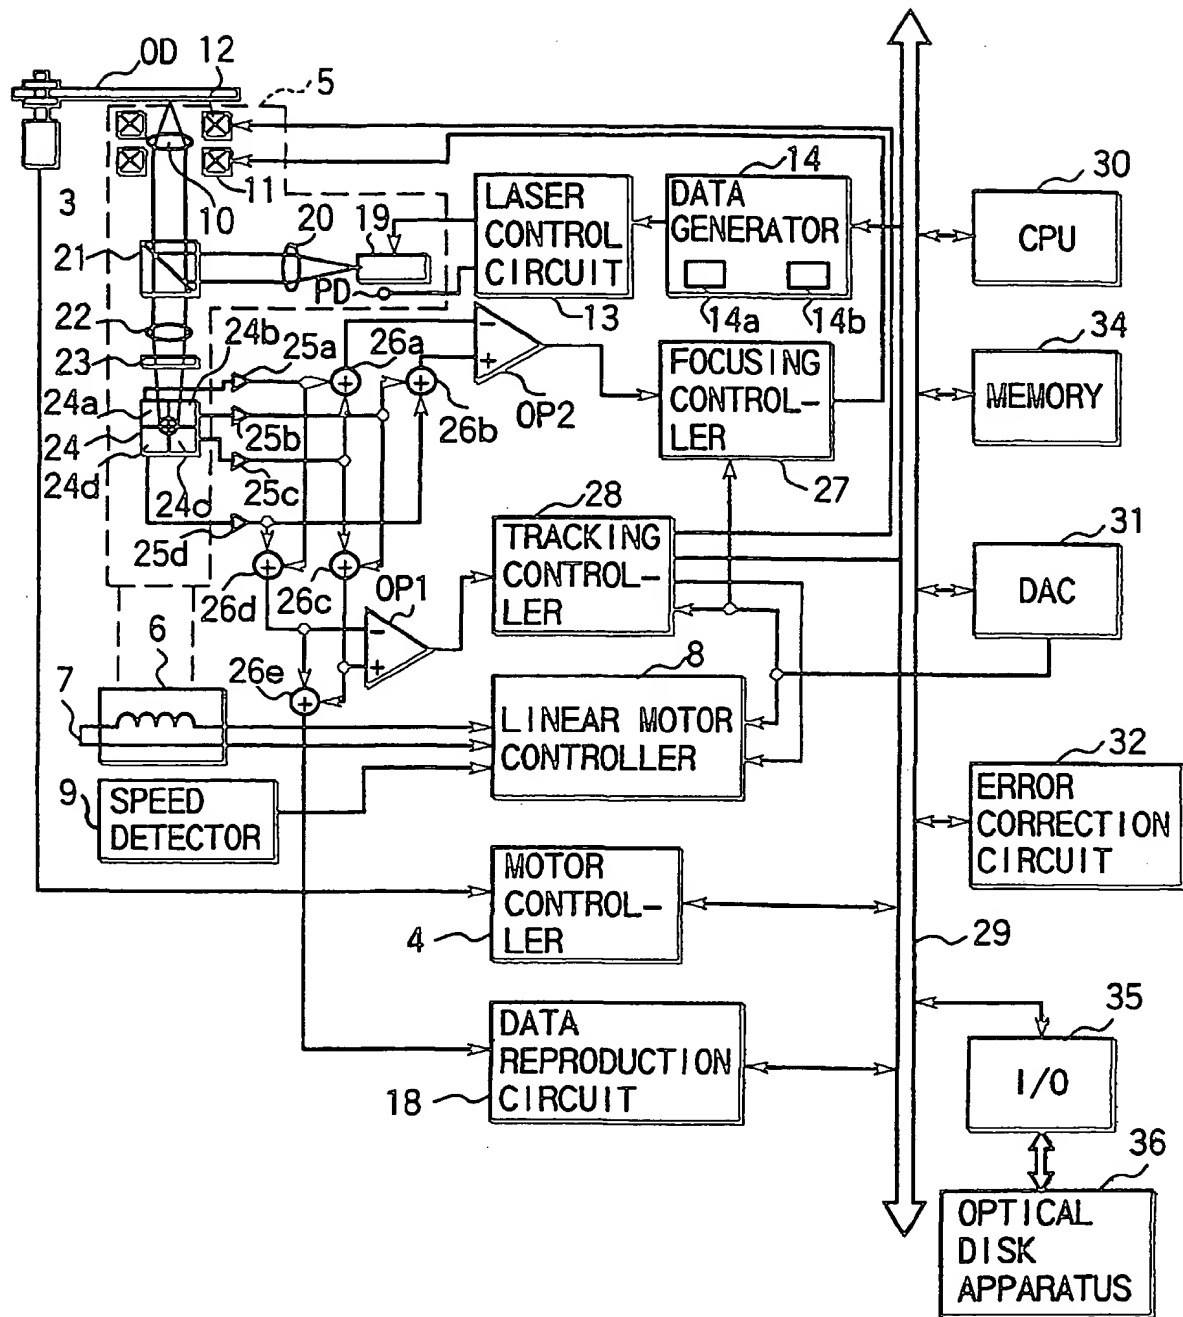 OD
12
5
3
10
11
14
30
LASER
CONTROL
CIRCUIT
DATA
GENERATOR
CPU
20
19
21
PD
13
14a
14b
34
22
24b
25a
26a
−
+
FOCUSING
CONTROL-
LER
MEMORY
23
24a
OP2
25b
26b
24
24d
24d
25c
27
28
25d
31
TRACKING
CONTROL-
LER
DAC
26d
26c
OP1
6
−
+
8
26e
7
LINEAR MOTOR
CONTROLLER
32
9
SPEED
DETECTOR
ERROR
CORRECTION
CIRCUIT
MOTOR
CONTROL-
LER
4
29
35
DATA
REPRODUCTION
CIRCUIT
18
I/O
36
OPTICAL
DISK
APPARATUS